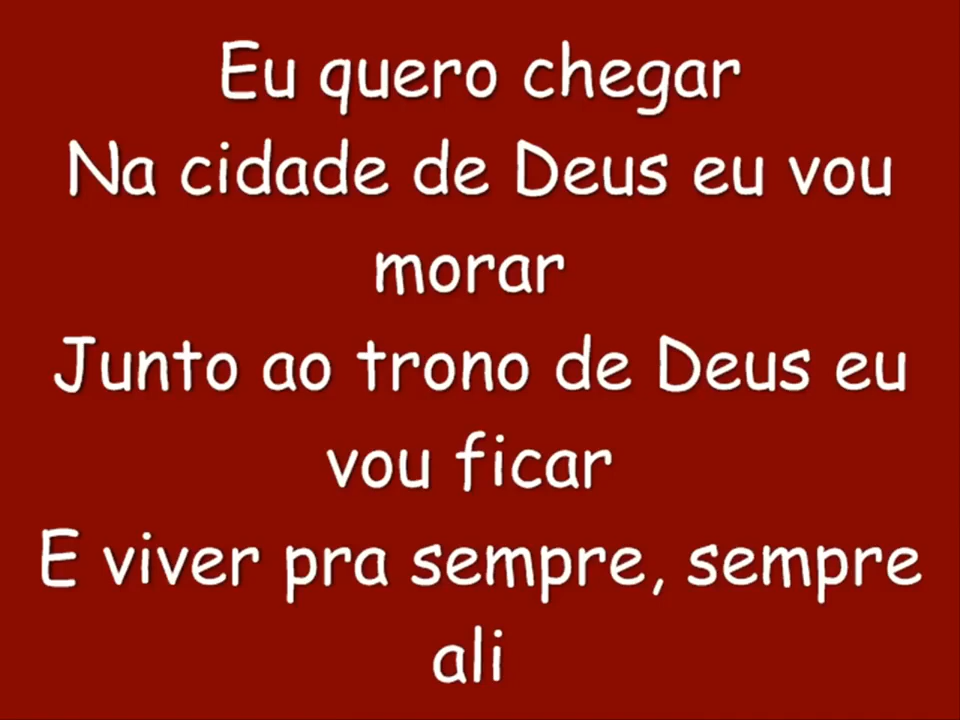 Eu quero chegar
Na cidade de Deus eu vou
morar
Junto ao trono de Deus eu
vou ficar
E viver pra sempre, sempre
ali